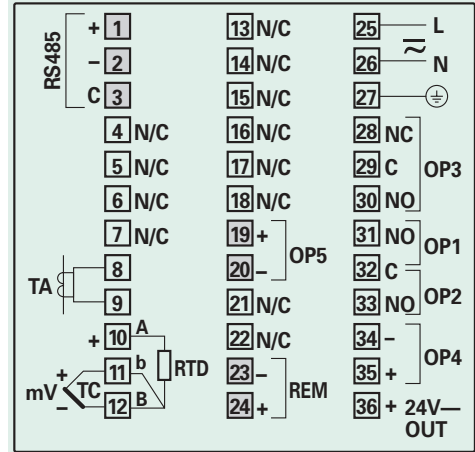 RS485
+ 1
– 2
C 3
4 N/C
5 N/C
6 N/C
7 N/C
TA
8
9
+ 10 A
+ 11 b
mV TC
– 12 B
RTD
13 N/C
14 N/C
15 N/C
16 N/C
17 N/C
18 N/C
19 +
20 –
OP5
21 N/C
22 N/C
23 –
24 +
REM
25 L
26 N
27
28 NC
29 C
30 NO
OP3
31 NO
OP1
32 C
33 NO
OP2
34 –
35 +
OP4
36 + 24V
OUT